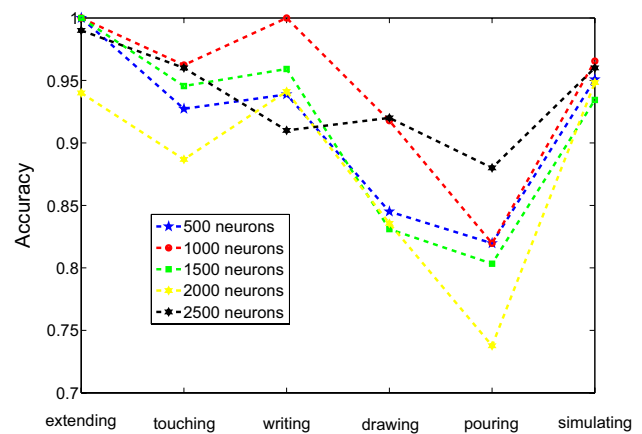 Accuracy
1
0.95
0.9
0.85
0.8
0.75
0.7
500 neurons
1000 neurons
1500 neurons
2000 neurons
2500 neurons
extending touching writing drawing pouring simulating